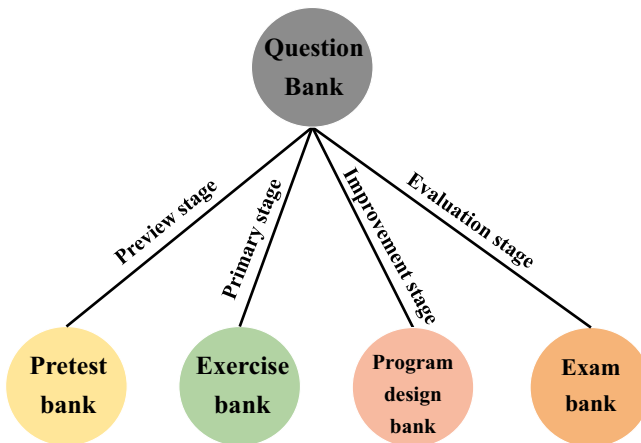 Question
Bank
Preview stage
Primary stage
Improvement stage
Evaluation stage
Pretest
bank
Exercise
bank
Program
design
bank
Exam
bank